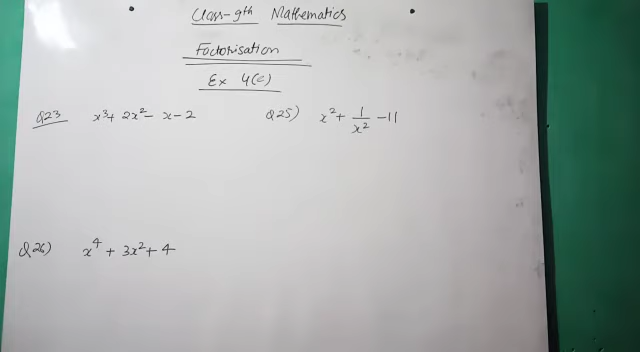 Class-9th Mathematics
Factorisation
Ex 4(c)
Q23 x³+ 2x²- x-2
Q25) x²+ 1/x² -11
Q26) x⁴ + 3x²+ 4